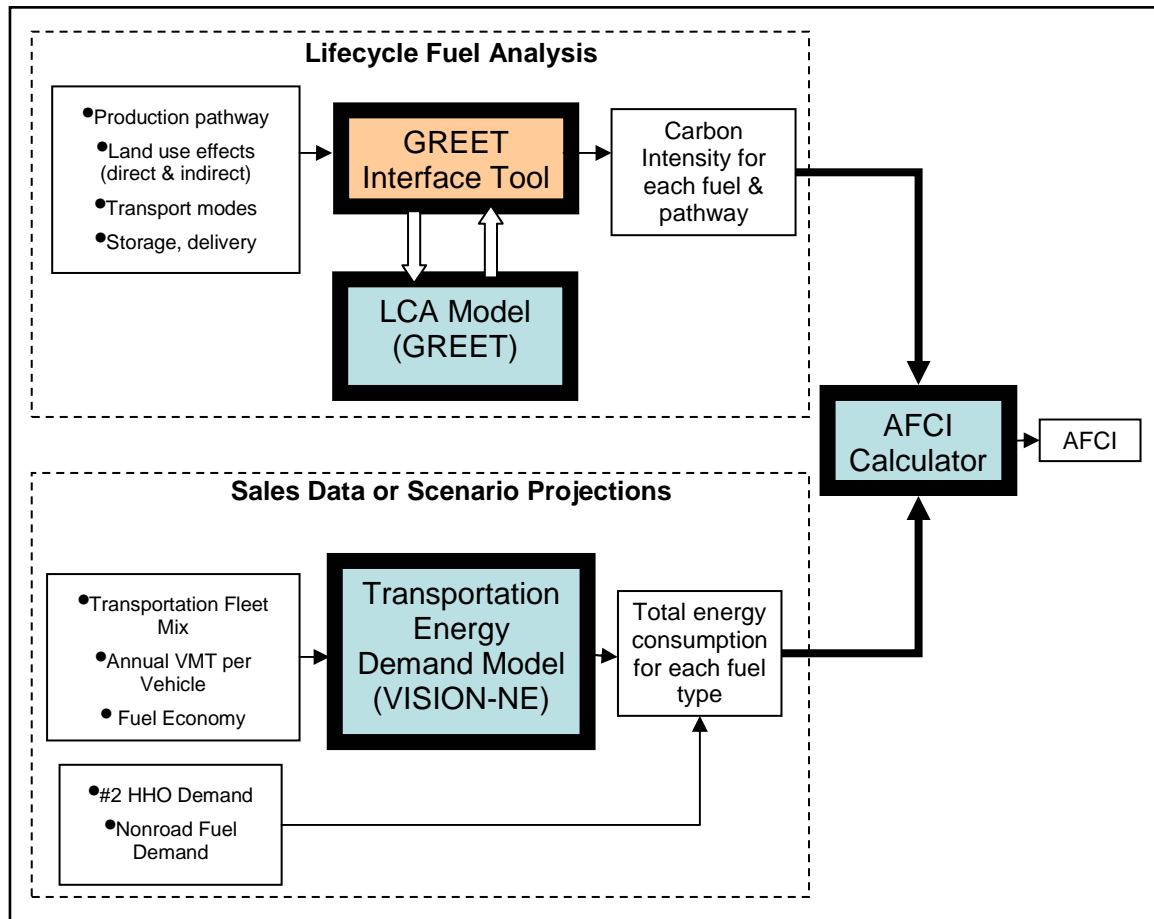 Lifecycle Fuel Analysis
•Production pathway
•Land use effects
(direct & indirect)
•Transport modes
•Storage, delivery
GREET
Interface Tool
Carbon
Intensity for
each fuel &
pathway
LCA Model
(GREET)
AFCI
Calculator
AFCI
Sales Data or Scenario Projections
•Transportation Fleet
Mix
•Annual VMT per
Vehicle
• Fuel Economy
Transportation
Energy
Demand Model
(VISION-NE)
Total energy
consumption
for each fuel
type
•#2 HHO Demand
•Nonroad Fuel
Demand